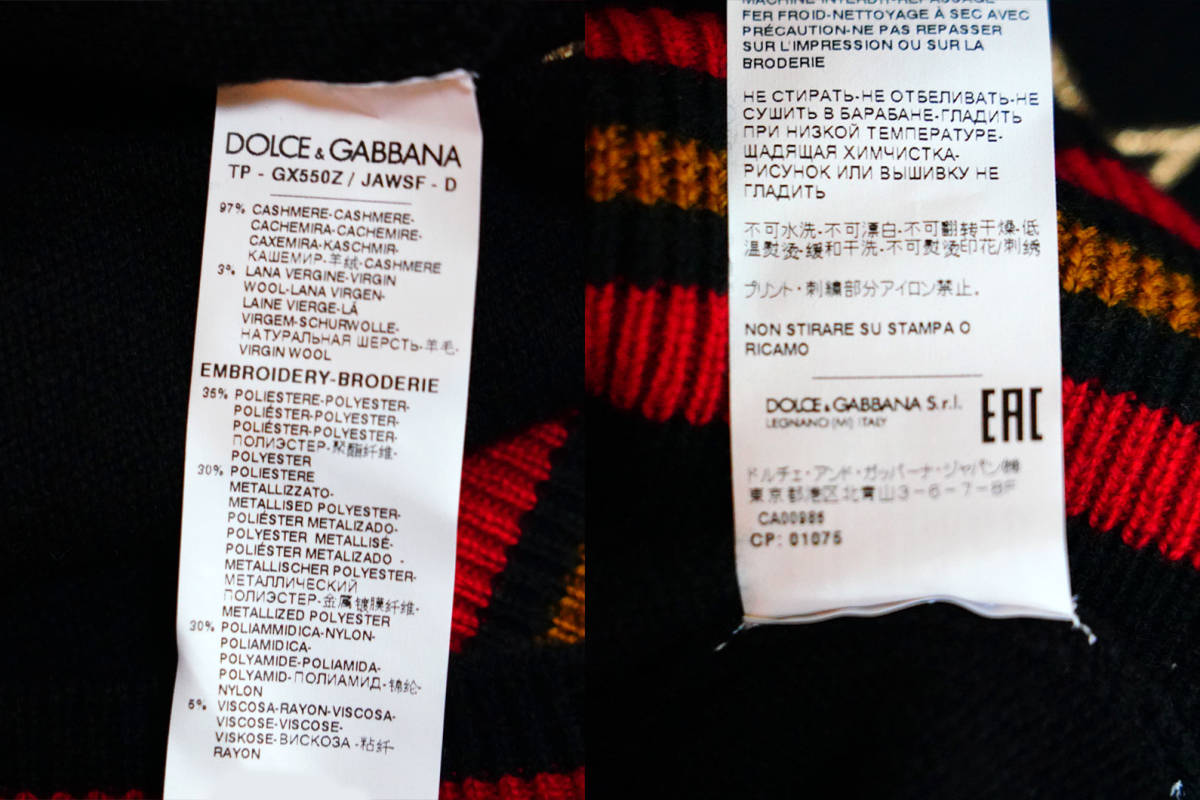 DOLCE & GABBANA
TP - GX550Z / JAWSF - D
97% CASHMERE-CASHMERE-
CACHEMIRA-CACHEMIRE-
CAXEMIRA-KASCHMIR-
КАШЕМИР-羊绒-CASHMERE
3% LANA VERGINE-VIRGIN
WOOL-LANA VIRGEN-
LAINE VIERGE-LÃ
VIRGEM-SCHURWOLLE-
НАТУРАЛЬНАЯ ШЕРСТЬ-羊毛-
VIRGIN WOOL
EMBROIDERY-BRODERIE
35% POLIESTERE-POLYESTER-
POLIÉSTER-POLYESTER-
POLIÉSTER-POLYESTER-
ПОЛИЭСТЕР-聚酯纤维-
POLYESTER
30% POLIESTERE
METALLIZZATO-
METALLISED POLYESTER-
POLIÉSTER METALIZADO-
POLYESTER METALLISÉ-
POLIÉSTER METALIZADO -
METALLISCHER POLYESTER-
МЕТАЛЛИЧЕСКИЙ
ПОЛИЭСТЕР-金属镀膜纤维-
METALLIZED POLYESTER
30% POLIAMMIDICA-NYLON-
POLIAMIDICA-
POLYAMIDE-POLIAMIDA-
POLYAMID-ПОЛИАМИД-锦纶-
NYLON
5% VISCOSA-RAYON-VISCOSA-
VISCOSE-VISCOSE-
VISKOSE-ВИСКОЗА -粘纤-
RAYON
MACHINE INTERDIT-REPASSAGE
FER FROID-NETTOYAGE À SEC AVEC
PRÉCAUTION-NE PAS REPASSER
SUR L'IMPRESSION OU SUR LA
BRODERIE
НЕ СТИРАТЬ-НЕ ОТБЕЛИВАТЬ-НЕ
СУШИТЬ В БАРАБАНЕ-ГЛАДИТЬ
ПРИ НИЗКОЙ ТЕМПЕРАТУРЕ-
ЩАДЯЩАЯ ХИМЧИСТКА-
РИСУНОК ИЛИ ВЫШИВКУ НЕ
ГЛАДИТЬ
不可水洗-不可漂白-不可翻转干燥-低
温熨烫-缓和干洗-不可熨烫印花/刺绣
プリント・刺繍部分アイロン禁止.
NON STIRARE SU STAMPA O
RICAMO
DOLCE & GABBANA S.r.l.
LEGNANO (MI) ITALY
EAC
ドルチェ・アンド・ガッバーナ・ジャパン㈱
東京都港区北青山3-6-7-8F
CA00986
CP: 01075